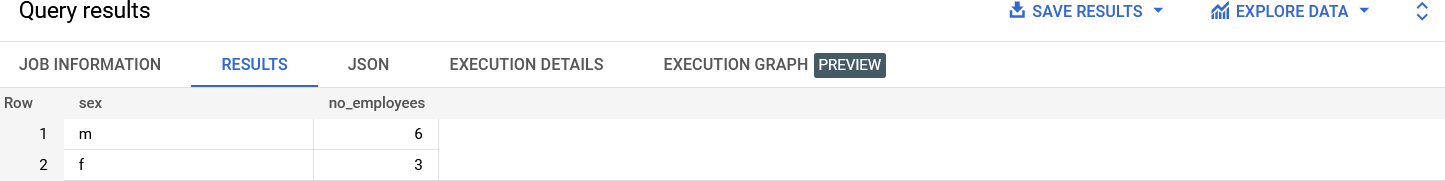 Query results SAVE RESULTS EXPLORE DATA
JOB INFORMATION RESULTS JSON EXECUTION DETAILS EXECUTION GRAPH PREVIEW
Row sex no_employees
1 m 6
2 f 3